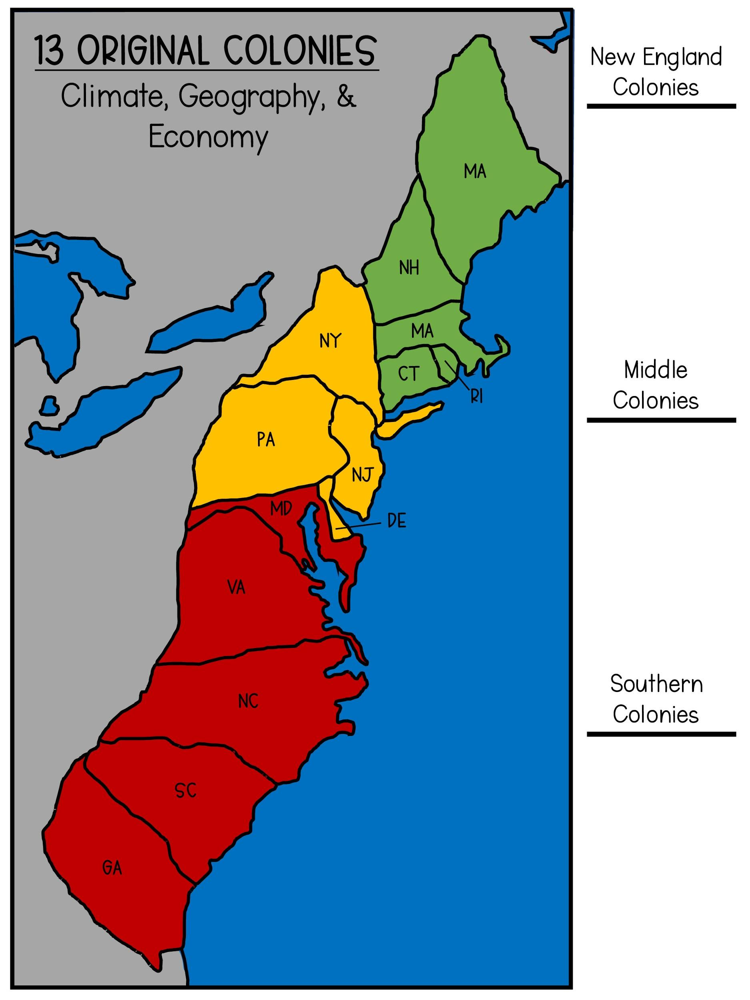 13 ORIGINAL COLONIES
Climate, Geography, &
Economy
New England
Colonies
MA
NH
MA
NY
CT
RI
Middle
Colonies
PA
NJ
MD
DE
VA
Southern
Colonies
NC
SC
GA